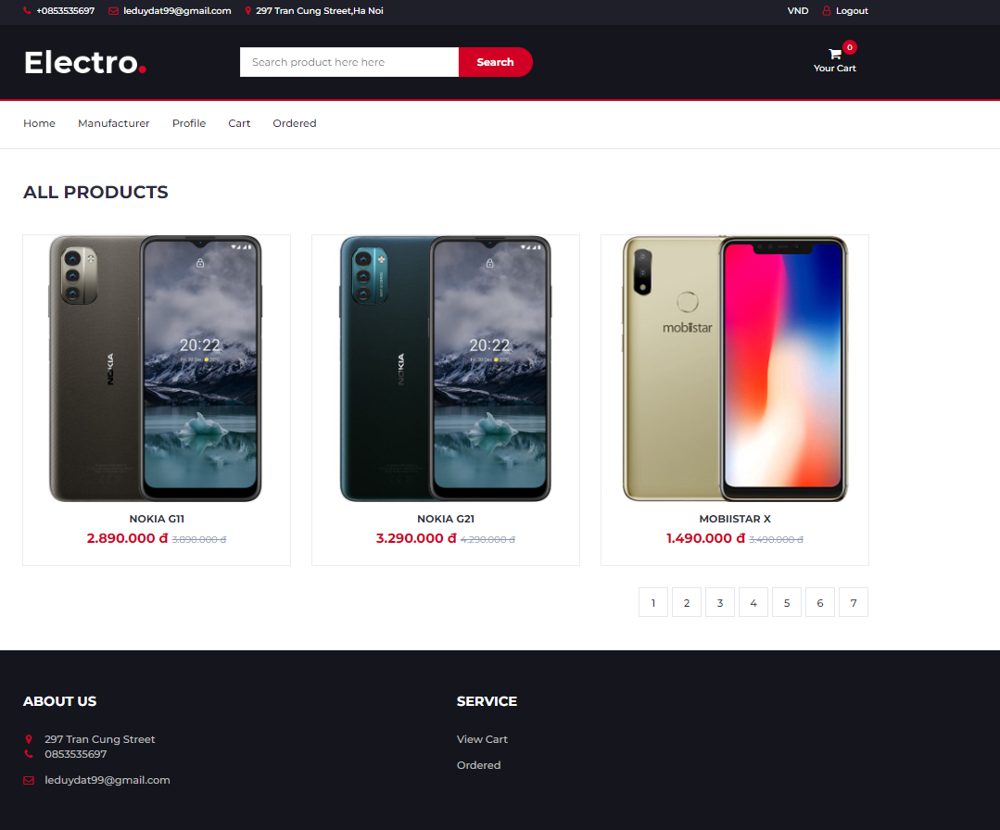 +0853535697 leduydat99@gmail.com 297 Tran Cung Street,Ha Noi VND Logout
Electro.
Search product here here Search
0
Your Cart
Home Manufacturer Profile Cart Ordered
ALL PRODUCTS
20:22
NOKIA
20:22
NOKIA
mobiistar
NOKIA G11
2.890.000 đ 3.890.000 đ
NOKIA G21
3.290.000 đ 4.290.000 đ
MOBIISTAR X
1.490.000 đ 3.490.000 đ
1 2 3 4 5 6 7
ABOUT US
297 Tran Cung Street
0853535697
leduydat99@gmail.com
SERVICE
View Cart
Ordered